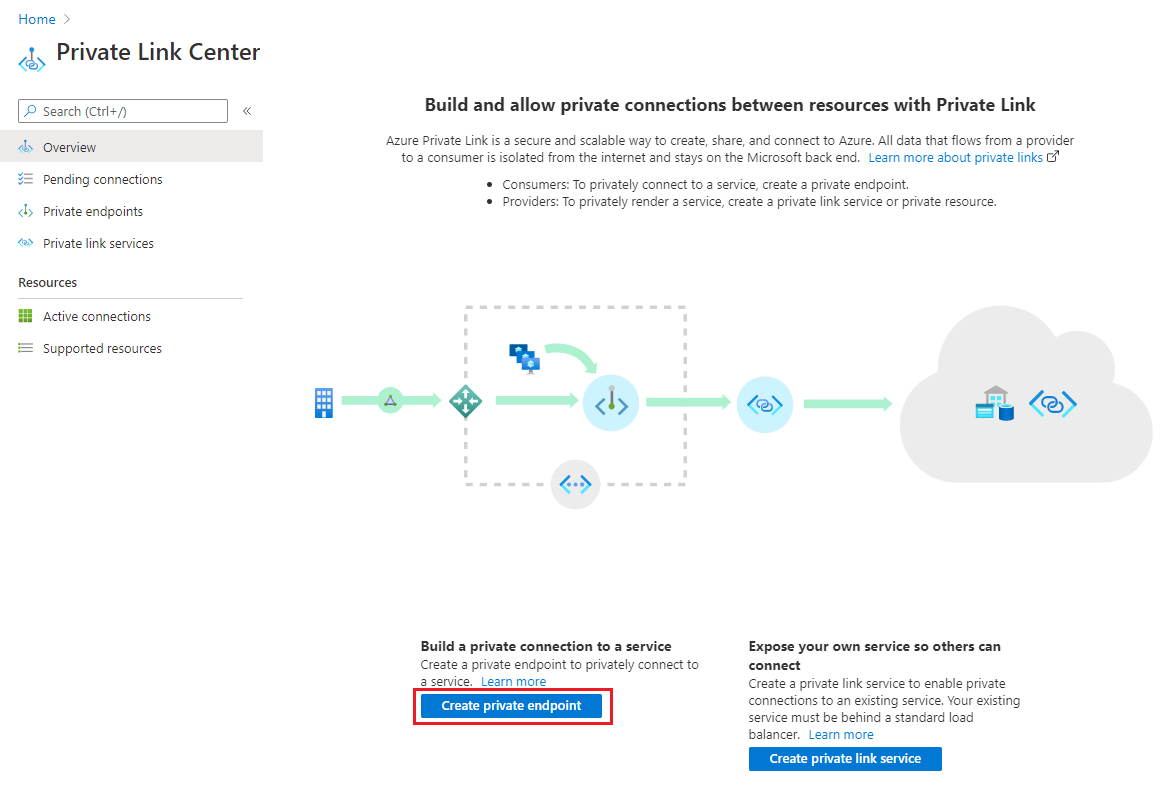 Home
Private Link Center
Search (Ctrl+/)
Overview
Pending connections
Private endpoints
Private link services
Resources
Active connections
Supported resources
Build and allow private connections between resources with Private Link
Azure Private Link is a secure and scalable way to create, share, and connect to Azure. All data that flows from a provider
to a consumer is isolated from the internet and stays on the Microsoft back end. Learn more about private links
• Consumers: To privately connect to a service, create a private endpoint.
• Providers: To privately render a service, create a private link service or private resource.
Build a private connection to a service
Create a private endpoint to privately connect to
a service. Learn more
Create private endpoint
Expose your own service so others can
connect
Create a private link service to enable private
connections to an existing service. Your existing
service must be behind a standard load
balancer. Learn more
Create private link service